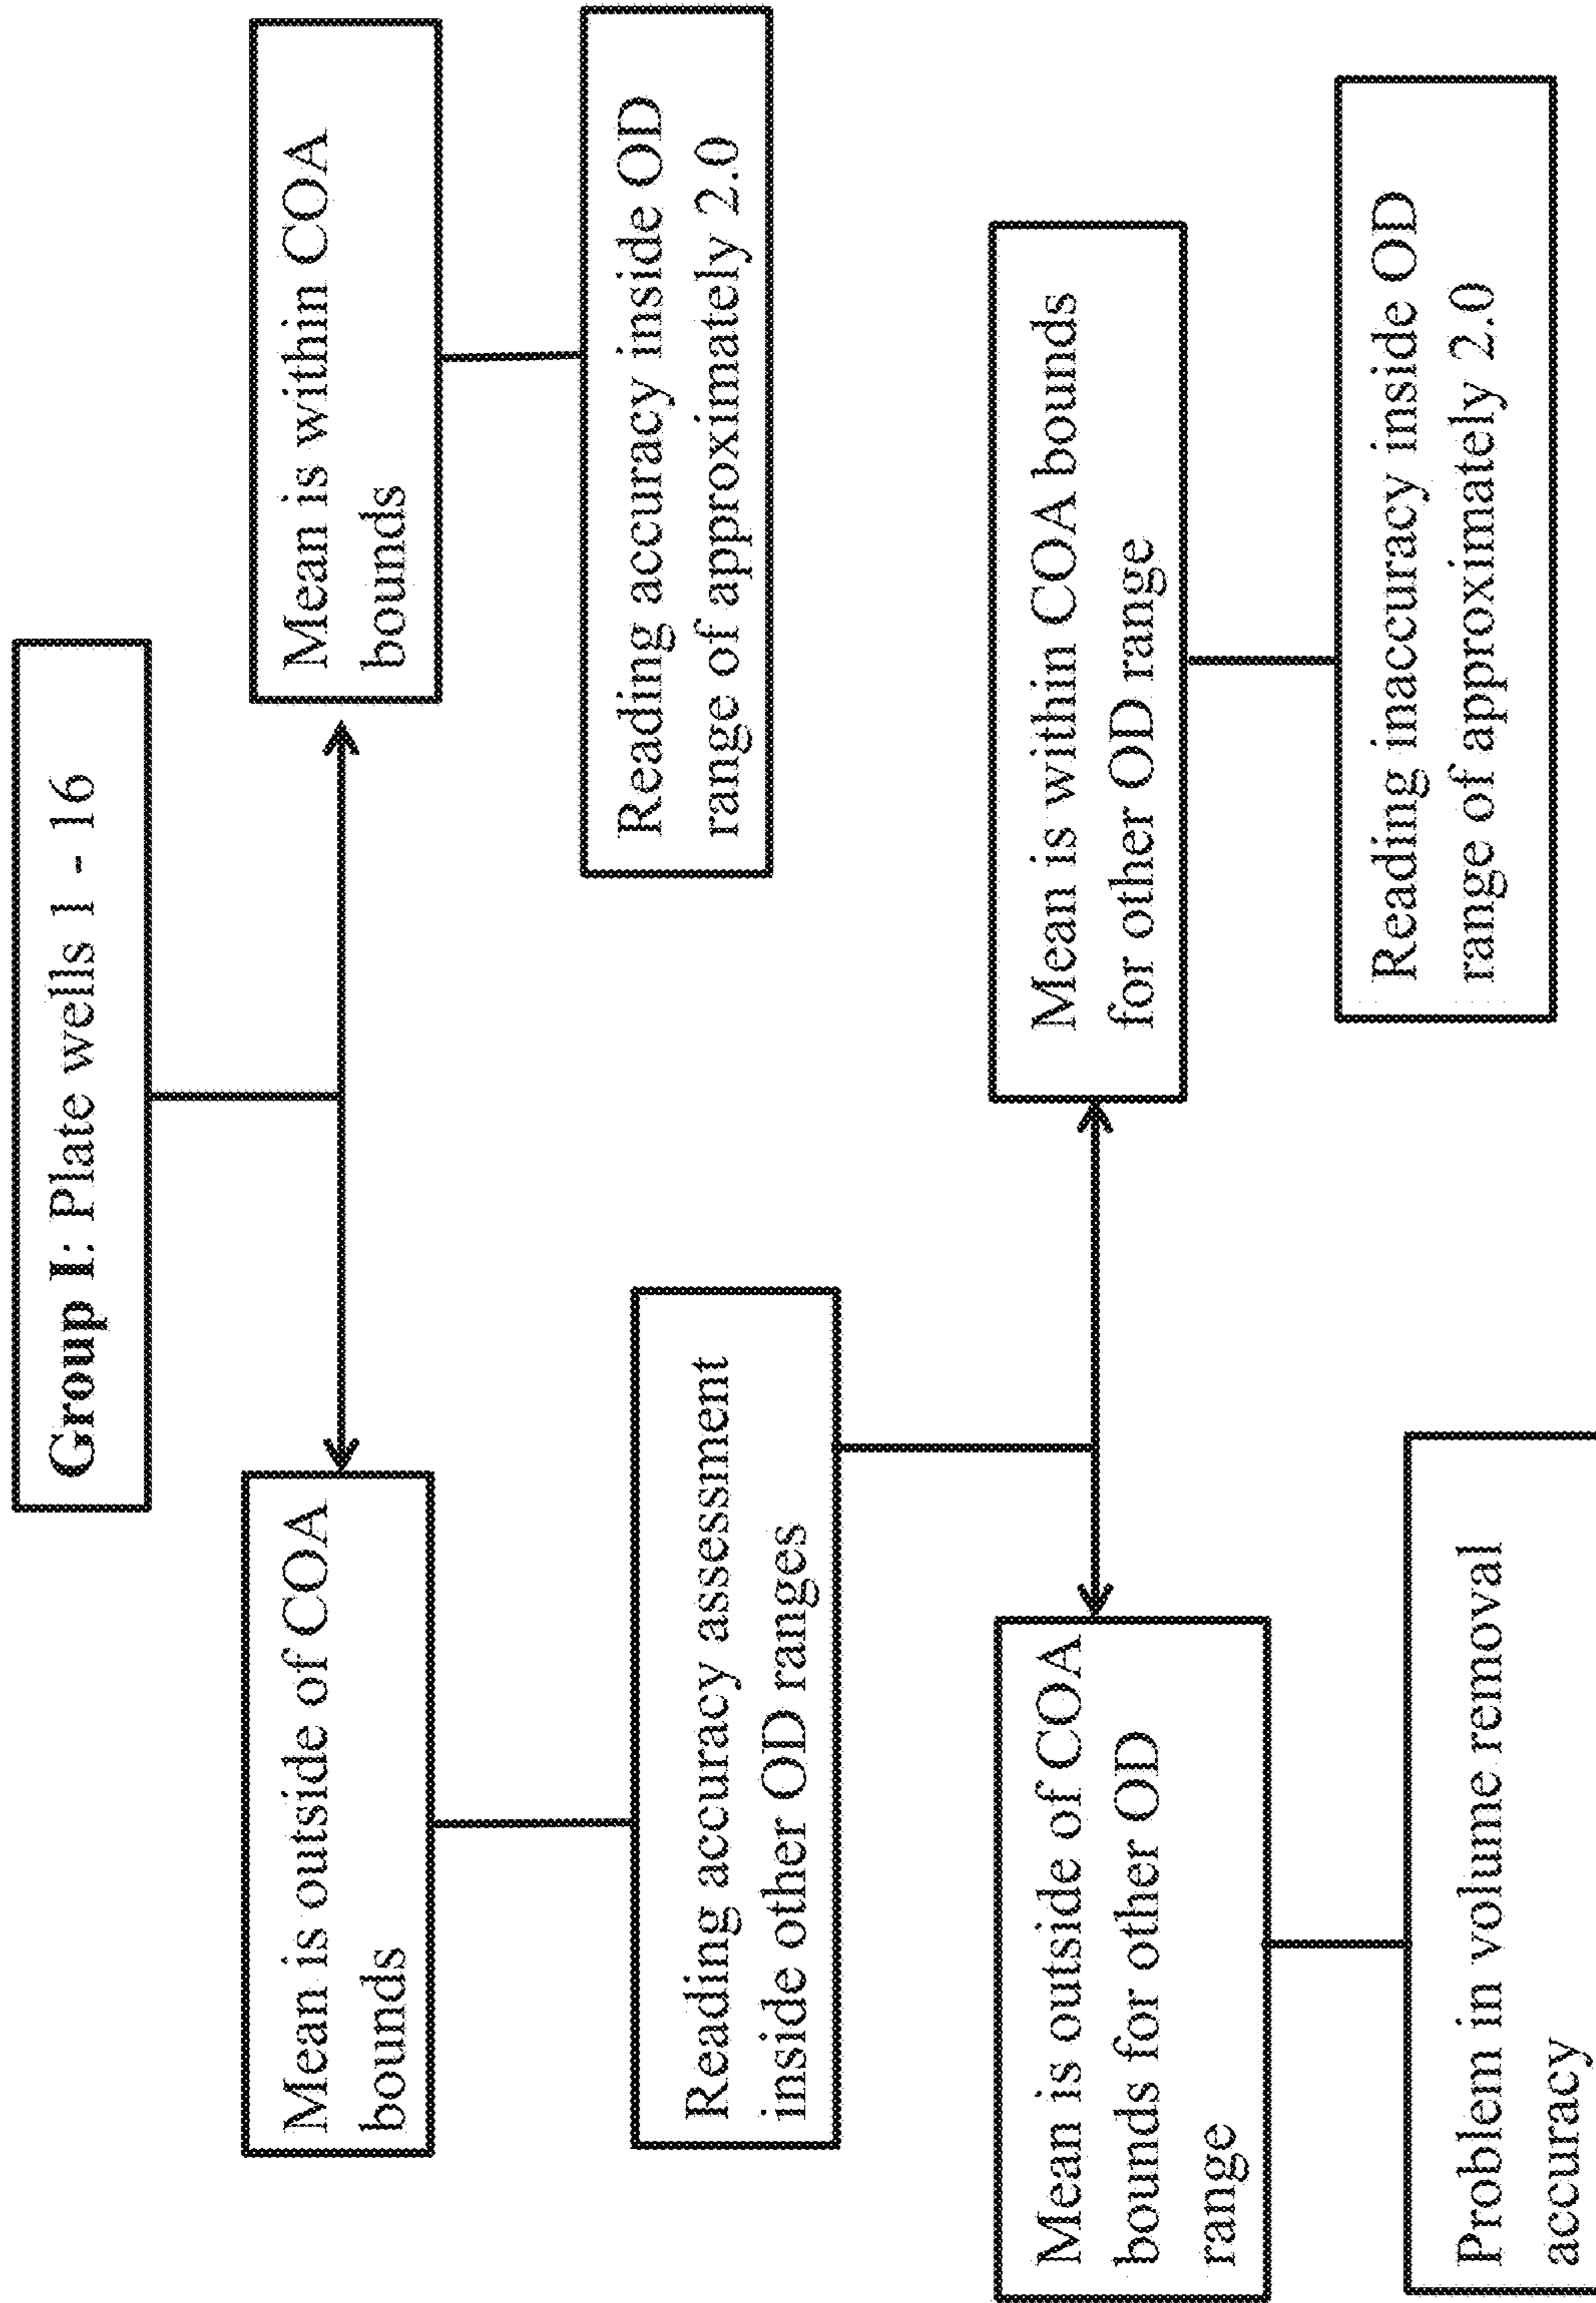 Group I: Plate wells 1 - 16
Mean is outside of COA
bounds
Mean is within COA
bounds
Reading accuracy assessment
inside other OD ranges
Reading accuracy inside OD
range of approximately 2.0
Mean is outside of COA
bounds for other OD
range
Mean is within COA bounds
for other OD range
Problem in volume removal
accuracy
Reading inaccuracy inside OD
range of approximately 2.0